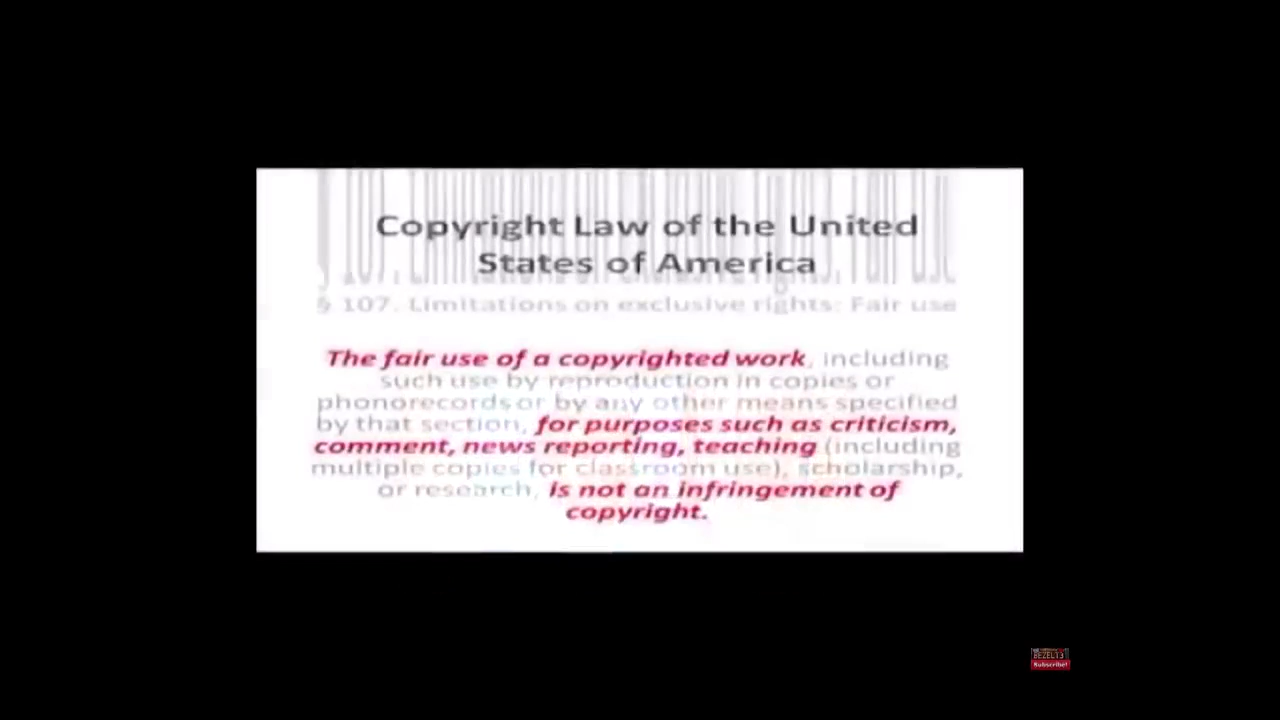 Copyright Law of the United
States of America
§ 107. Limitations on exclusive rights: Fair use
The fair use of a copyrighted work, including
such use by reproduction in copies or
phonorecords or by any other means specified
by that section, for purposes such as criticism,
comment, news reporting, teaching (including
multiple copies for classroom use), scholarship,
or research, is not an infringement of
copyright.
Subscribe!